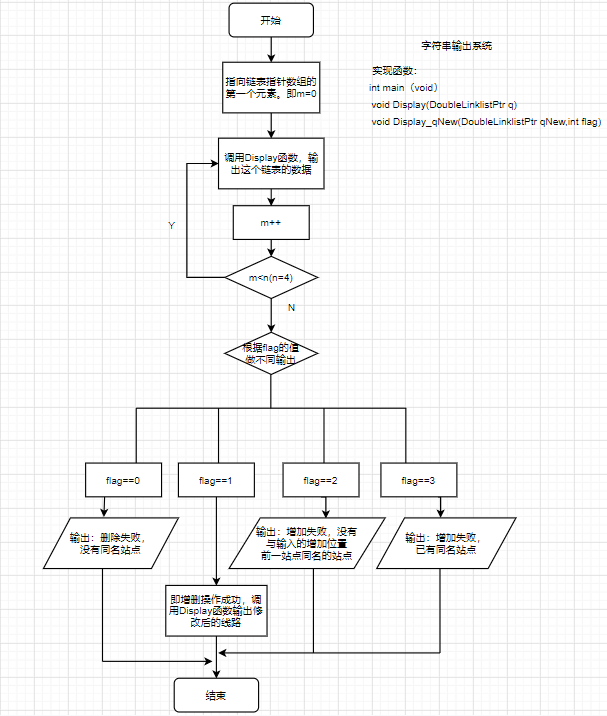 开始
字符串输出系统
实现函数：
int main（void）
void Display(DoubleLinklistPtr q)
void Display_qNew(DoubleLinklistPtr qNew,int flag)
指向链表指针数组的
第一个元素。即m=0
调用Display函数，输
出这个链表的数据
Y
m++
m<n(n=4)
N
根据flag的值
做不同输出
flag==0
flag==1
flag==2
flag==3
输出：删除失败，
没有同名站点
输出：增加失败，没有
与输入的增加位置
前一站点同名的站点
输出：增加失败，
已有同名站点
即增删操作成功，调
用Display函数输出修
改后的线路
结束